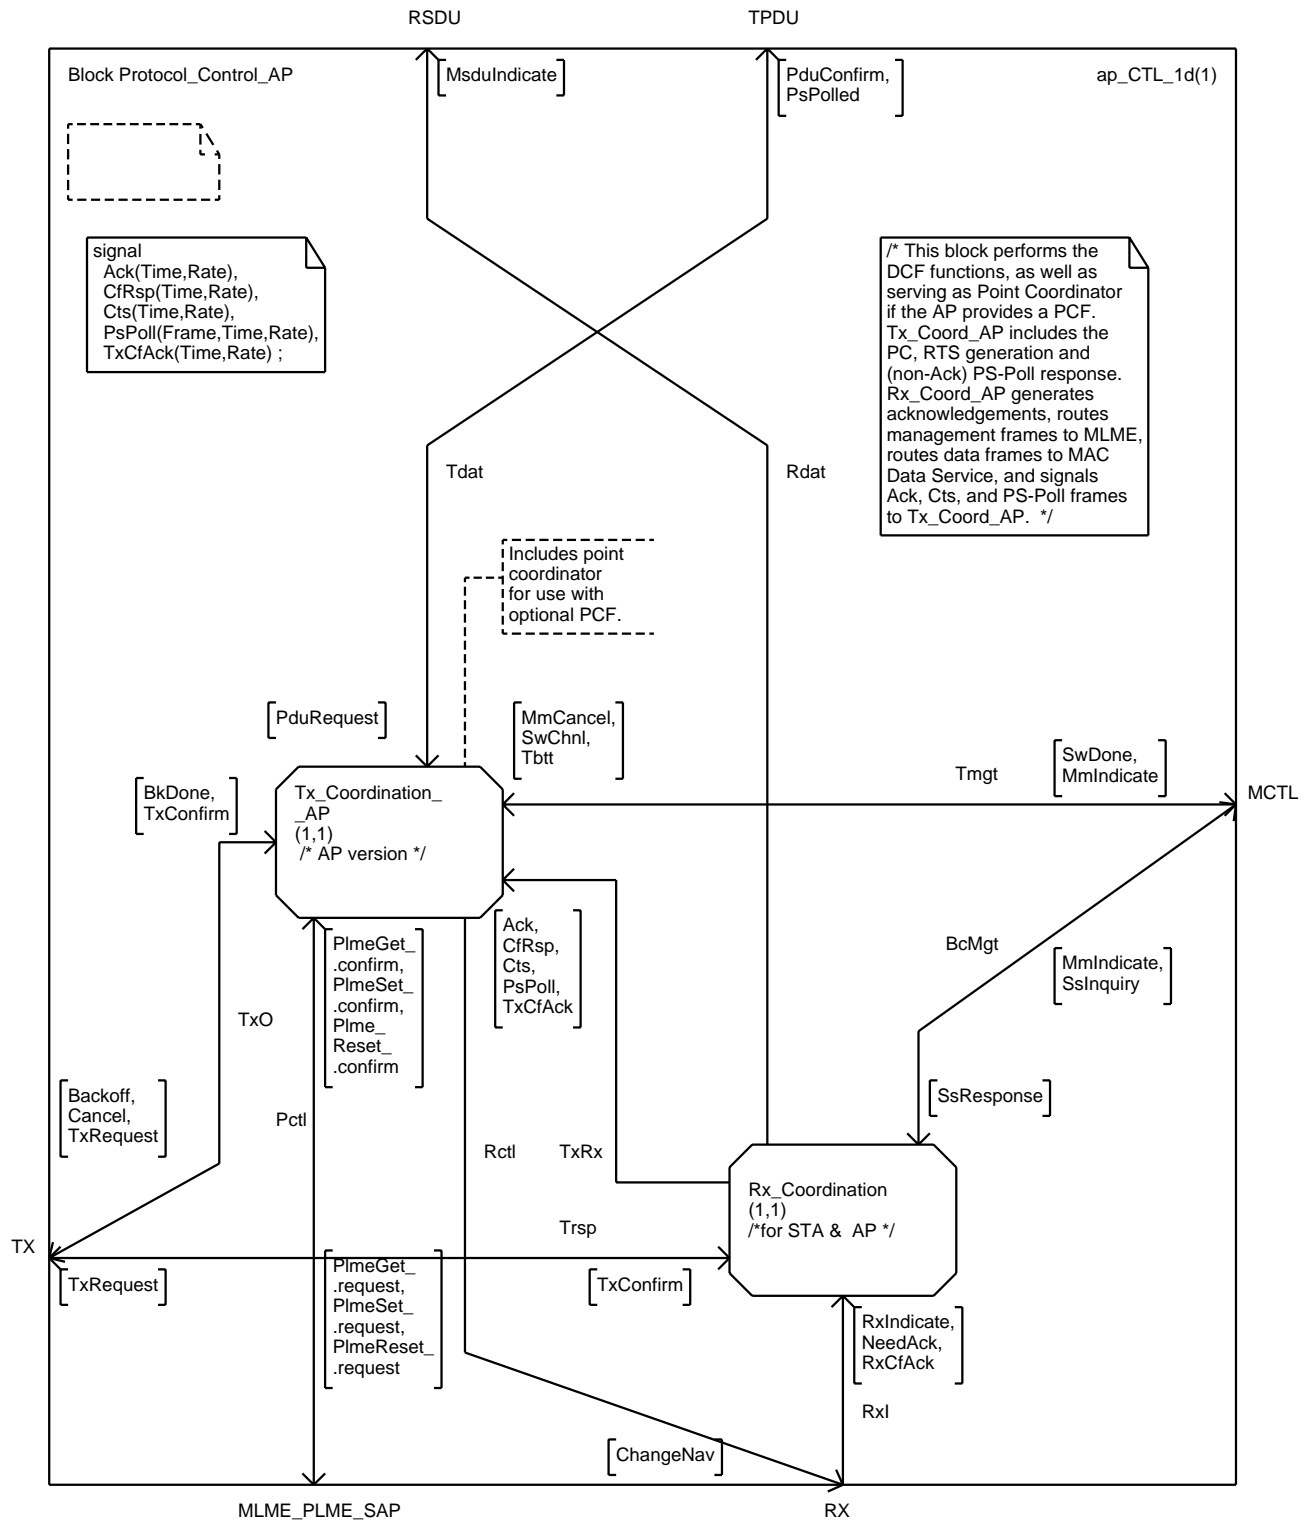 RSDU
TPDU
Block Protocol_Control_AP
MsduIndicate
PduConfirm,
PsPolled
ap_CTL_1d(1)
signal
Ack(Time,Rate),
CfRsp(Time,Rate),
Cts(Time,Rate),
PsPoll(Frame,Time,Rate),
TxCfAck(Time,Rate) ;
/* This block performs the
DCF functions, as well as
serving as Point Coordinator
if the AP provides a PCF.
Tx_Coord_AP includes the
PC, RTS generation and
(non-Ack) PS-Poll response.
Rx_Coord_AP generates
acknowledgements, routes
management frames to MLME,
routes data frames to MAC
Data Service, and signals
Ack, Cts, and PS-Poll frames
to Tx_Coord_AP.  */
Tdat
Rdat
Includes point
coordinator
for use with
optional PCF.
PduRequest
MmCancel,
SwChnl,
Tbtt
Tmgt
SwDone,
MmIndicate
MCTL
BkDone,
TxConfirm
Tx_Coordination_
_AP
(1,1)
/* AP version */
PlmeGet_
.confirm,
PlmeSet_
.confirm,
Plme_
Reset_
.confirm
Ack,
CfRsp,
Cts,
PsPoll,
TxCfAck
BcMgt
MmIndicate,
SsInquiry
TxO
Backoff,
Cancel,
TxRequest
Pctl
Rctl
TxRx
SsResponse
Rx_Coordination
(1,1)
/*for STA &  AP */
Trsp
TX
TxRequest
PlmeGet_
.request,
PlmeSet_
.request,
PlmeReset_
.request
TxConfirm
RxIndicate,
NeedAck,
RxCfAck
RxI
ChangeNav
MLME_PLME_SAP
RX